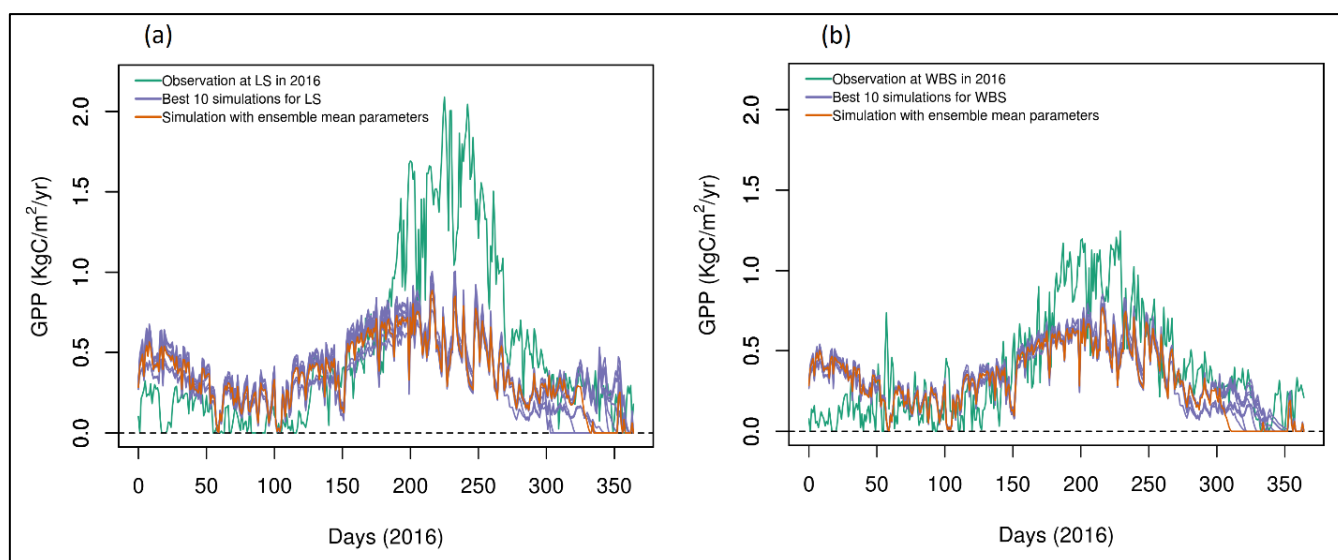 (a)
Observation at LS in 2016
Best 10 simulations for LS
Simulation with ensemble mean parameters
GPP (KgC/m²/yr)
2.0
1.5
1.0
0.5
0.0
0 50 100 150 200 250 300 350
Days (2016)
(b)
Observation at WBS in 2016
Best 10 simulations for WBS
Simulation with ensemble mean parameters
GPP (KgC/m²/yr)
2.0
1.5
1.0
0.5
0.0
0 50 100 150 200 250 300 350
Days (2016)